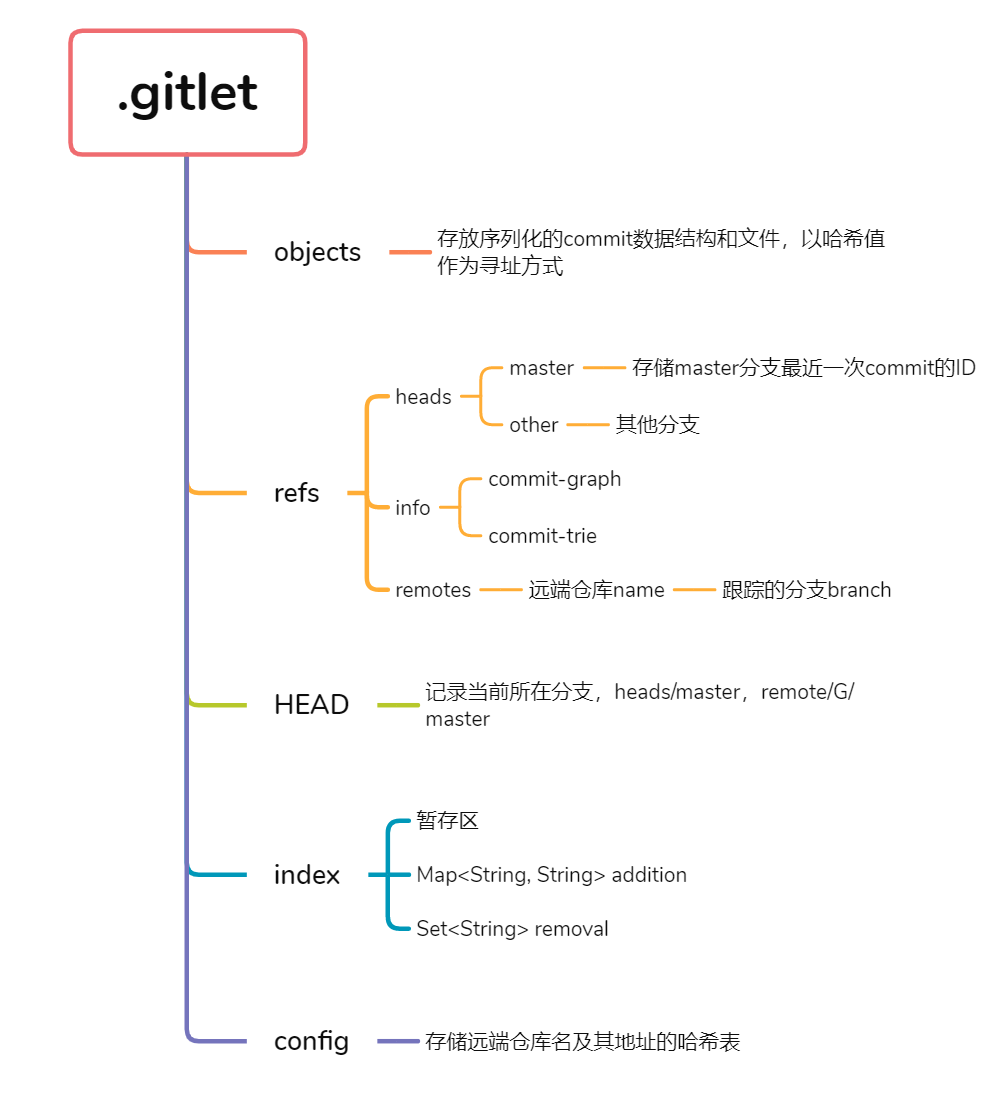 .gitlet
objects
存放序列化的commit数据结构和文件，以哈希值
作为寻址方式
refs
heads
master
存储master分支最近一次commit的ID
other
其他分支
info
commit-graph
commit-trie
remotes
远端仓库name
跟踪的分支branch
HEAD
记录当前所在分支，heads/master，remote/G/
master
index
暂存区
Map<String, String> addition
Set<String> removal
config
存储远端仓库名及其地址的哈希表